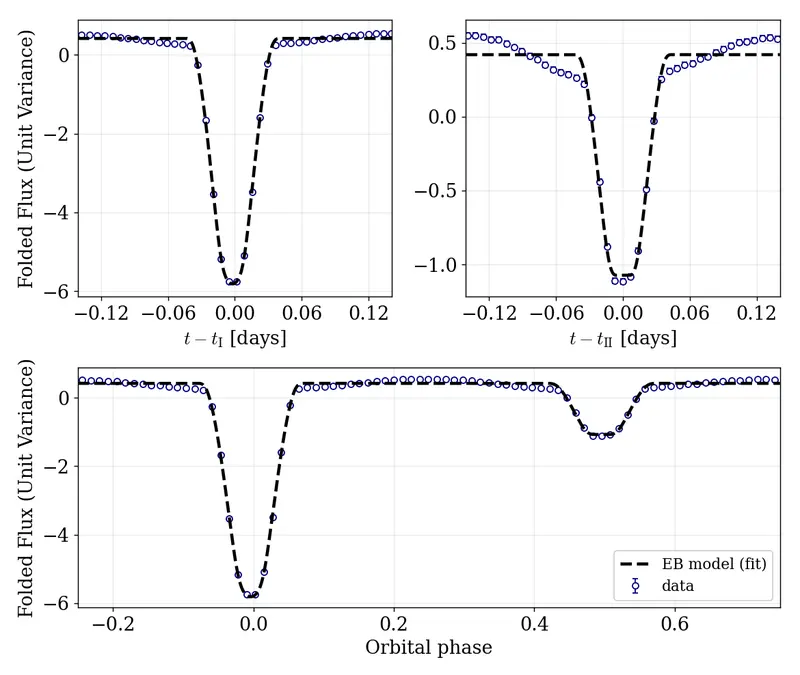 Folded Flux (Unit Variance)
0
−2
−4
−6
−0.12 −0.06 0.00 0.06 0.12
t − t_I [days]
0.5
0.0
−0.5
−1.0
−0.12 −0.06 0.00 0.06 0.12
t − t_II [days]
Folded Flux (Unit Variance)
0
−2
−4
−6
−0.2 0.0 0.2 0.4 0.6
Orbital phase
EB model (fit)
data